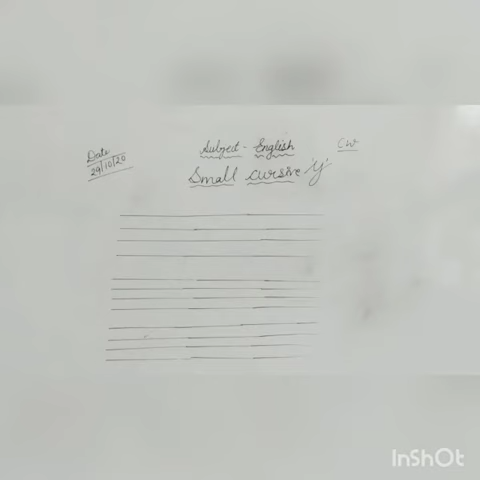 Date
29/10/20
Subject - English
CW
Small cursive 'y'
InShOt